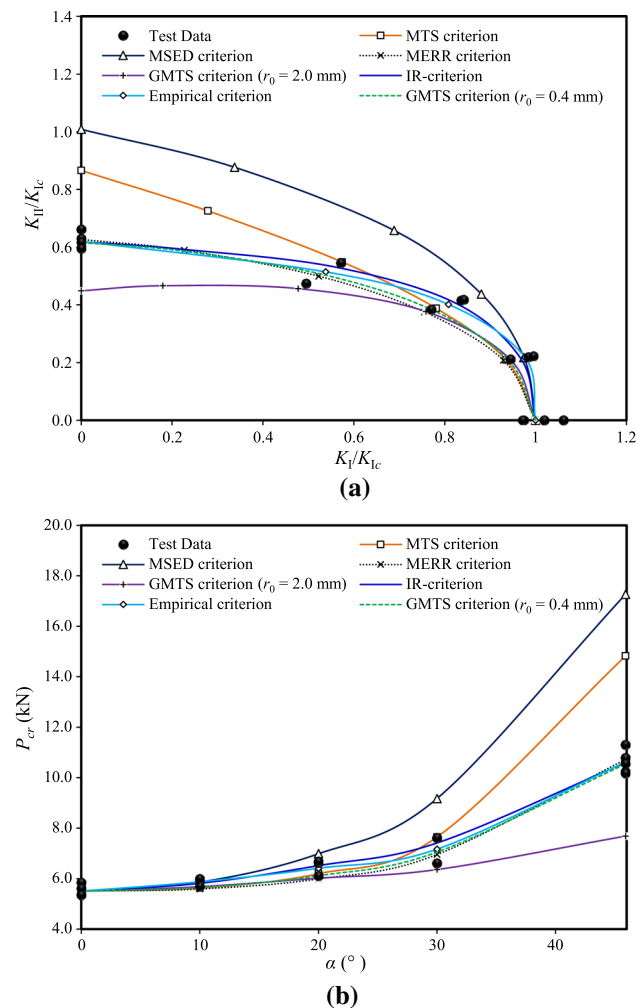 1.4
1.2
1.0
0.8
0.6
0.4
0.2
0.0
K_II/K_Ic
Test Data
MTS criterion
MSED criterion
MERR criterion
GMTS criterion (r₀ = 2.0 mm)
IR-criterion
Empirical criterion
GMTS criterion (r₀ = 0.4 mm)
0 0.2 0.4 0.6 0.8 1 1.2
K_I/K_Ic
(a)
20.0
18.0
16.0
14.0
12.0
10.0
8.0
6.0
4.0
P_cr (kN)
Test Data
MTS criterion
MSED criterion
MERR criterion
GMTS criterion (r₀ = 2.0 mm)
IR-criterion
Empirical criterion
GMTS criterion (r₀ = 0.4 mm)
0 10 20 30 40
α (°)
(b)